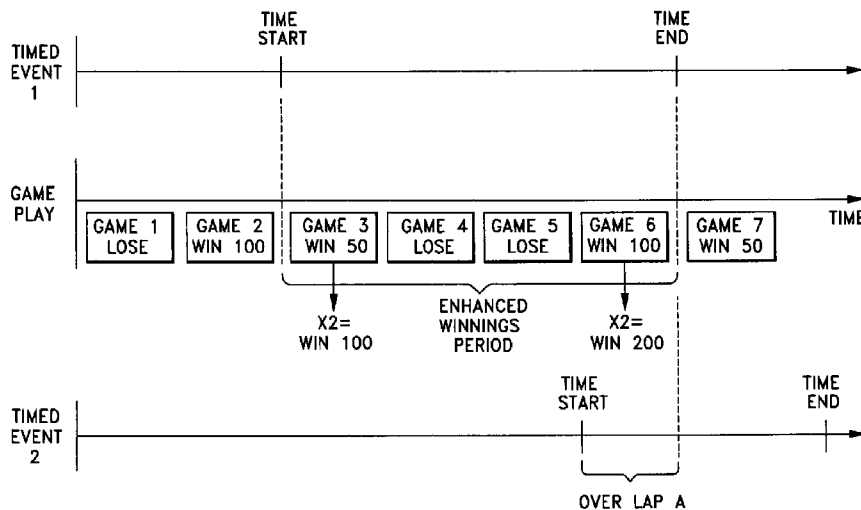 TIME
START
TIME
END
TIMED
EVENT
1
GAME
PLAY
TIME
GAME 1
LOSE
GAME 2
WIN 100
GAME 3
WIN 50
GAME 4
LOSE
GAME 5
LOSE
GAME 6
WIN 100
GAME 7
WIN 50
X2=
WIN 100
ENHANCED
WINNINGS
PERIOD
X2=
WIN 200
TIME
START
TIME
END
TIMED
EVENT
2
OVER LAP A